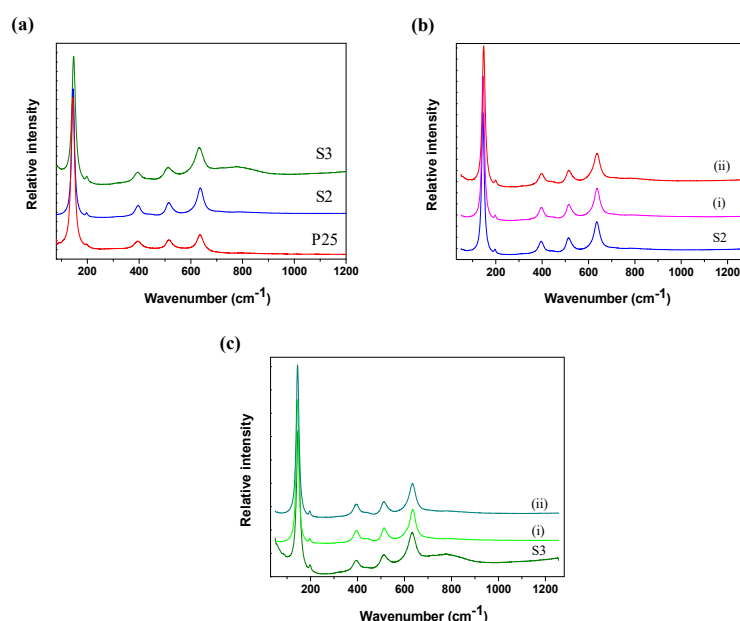 (a)
Relative intensity
S3
S2
P25
200 400 600 800 1000 1200
Wavenumber (cm-1)
(b)
Relative intensity
(ii)
(i)
S2
200 400 600 800 1000 1200
Wavenumber (cm-1)
(c)
Relative intensity
(ii)
(i)
S3
200 400 600 800 1000 1200
Wavenumber (cm-1)